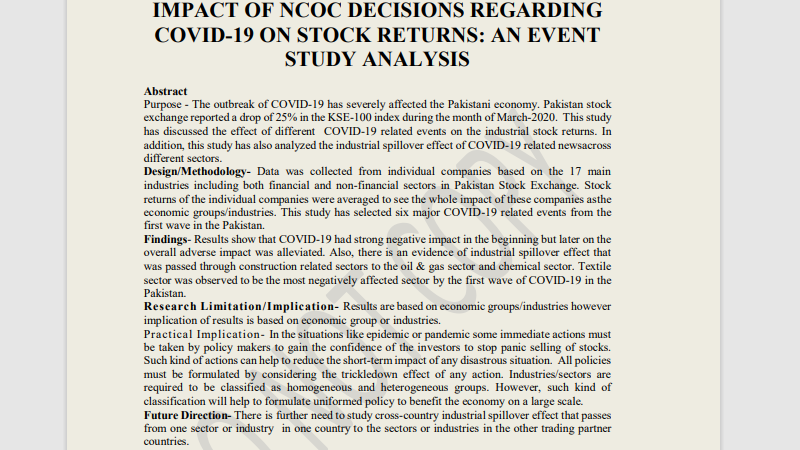 IMPACT OF NCOC DECISIONS REGARDING
COVID-19 ON STOCK RETURNS: AN EVENT
STUDY ANALYSIS
Abstract
Purpose - The outbreak of COVID-19 has severely affected the Pakistani economy. Pakistan stock
exchange reported a drop of 25% in the KSE-100 index during the month of March-2020. This study
has discussed the effect of different COVID-19 related events on the industrial stock returns. In
addition, this study has also analyzed the industrial spillover effect of COVID-19 related newsacross
different sectors.
Design/Methodology- Data was collected from individual companies based on the 17 main
industries including both financial and non-financial sectors in Pakistan Stock Exchange. Stock
returns of the individual companies were averaged to see the whole impact of these companies asthe
economic groups/industries. This study has selected six major COVID-19 related events from the
first wave in the Pakistan.
Findings- Results show that COVID-19 had strong negative impact in the beginning but later on the
overall adverse impact was alleviated. Also, there is an evidence of industrial spillover effect that
was passed through construction related sectors to the oil & gas sector and chemical sector. Textile
sector was observed to be the most negatively affected sector by the first wave of COVID-19 in the
Pakistan.
Research Limitation/Implication- Results are based on economic groups/industries however
implication of results is based on economic group or industries.
Practical Implication- In the situations like epidemic or pandemic some immediate actions must
be taken by policy makers to gain the confidence of the investors to stop panic selling of stocks.
Such kind of actions can help to reduce the short-term impact of any disastrous situation. All policies
must be formulated by considering the trickledown effect of any action. Industries/sectors are
required to be classified as homogeneous and heterogeneous groups. However, such kind of
classification will help to formulate uniformed policy to benefit the economy on a large scale.
Future Direction- There is further need to study cross-country industrial spillover effect that passes
from one sector or industry in one country to the sectors or industries in the other trading partner
countries.
NOT COPY